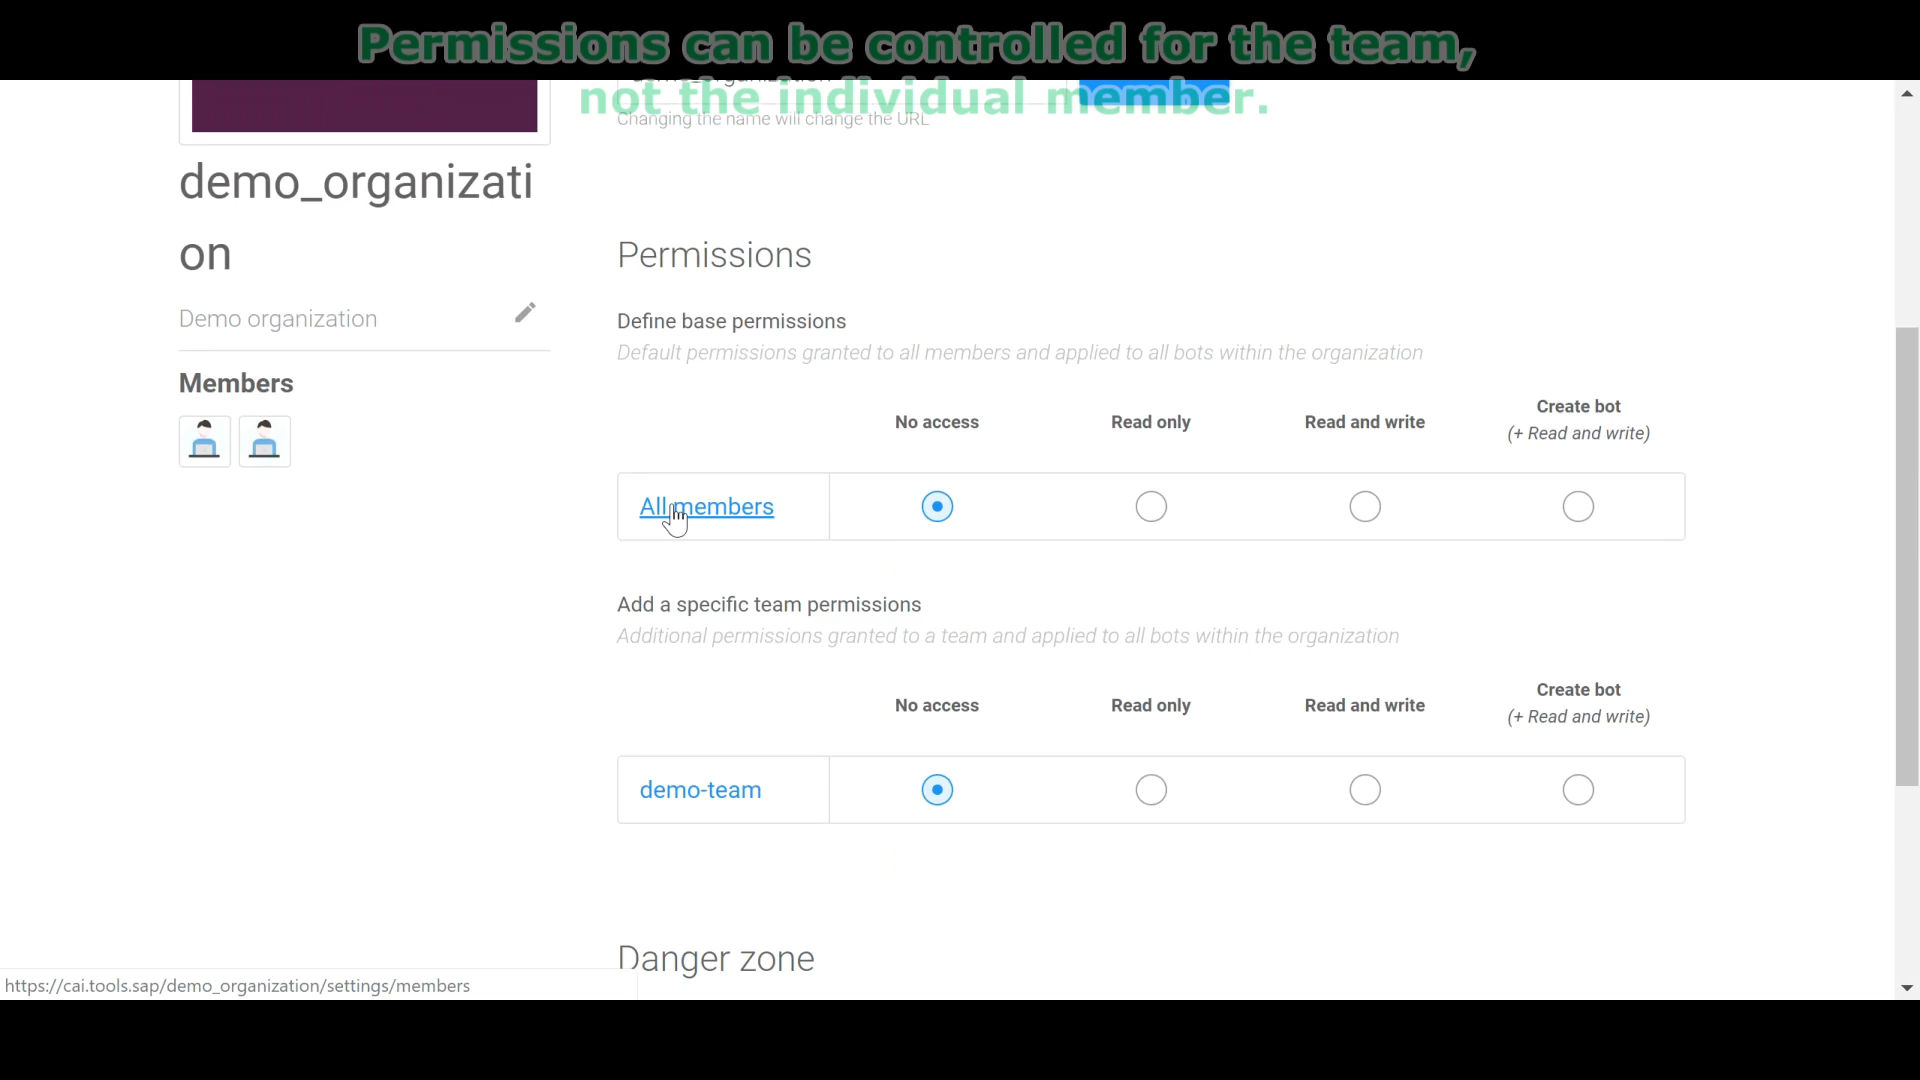 Permissions can be controlled for the team,
not the individual member.
demo_organization
Changing the name will change the URL
demo_organizati
on
Demo organization
Members
Permissions
Define base permissions
Default permissions granted to all members and applied to all bots within the organization
No access Read only Read and write Create bot
(+ Read and write)
All members
Add a specific team permissions
Additional permissions granted to a team and applied to all bots within the organization
No access Read only Read and write Create bot
(+ Read and write)
demo-team
Danger zone
https://cai.tools.sap/demo_organization/settings/members